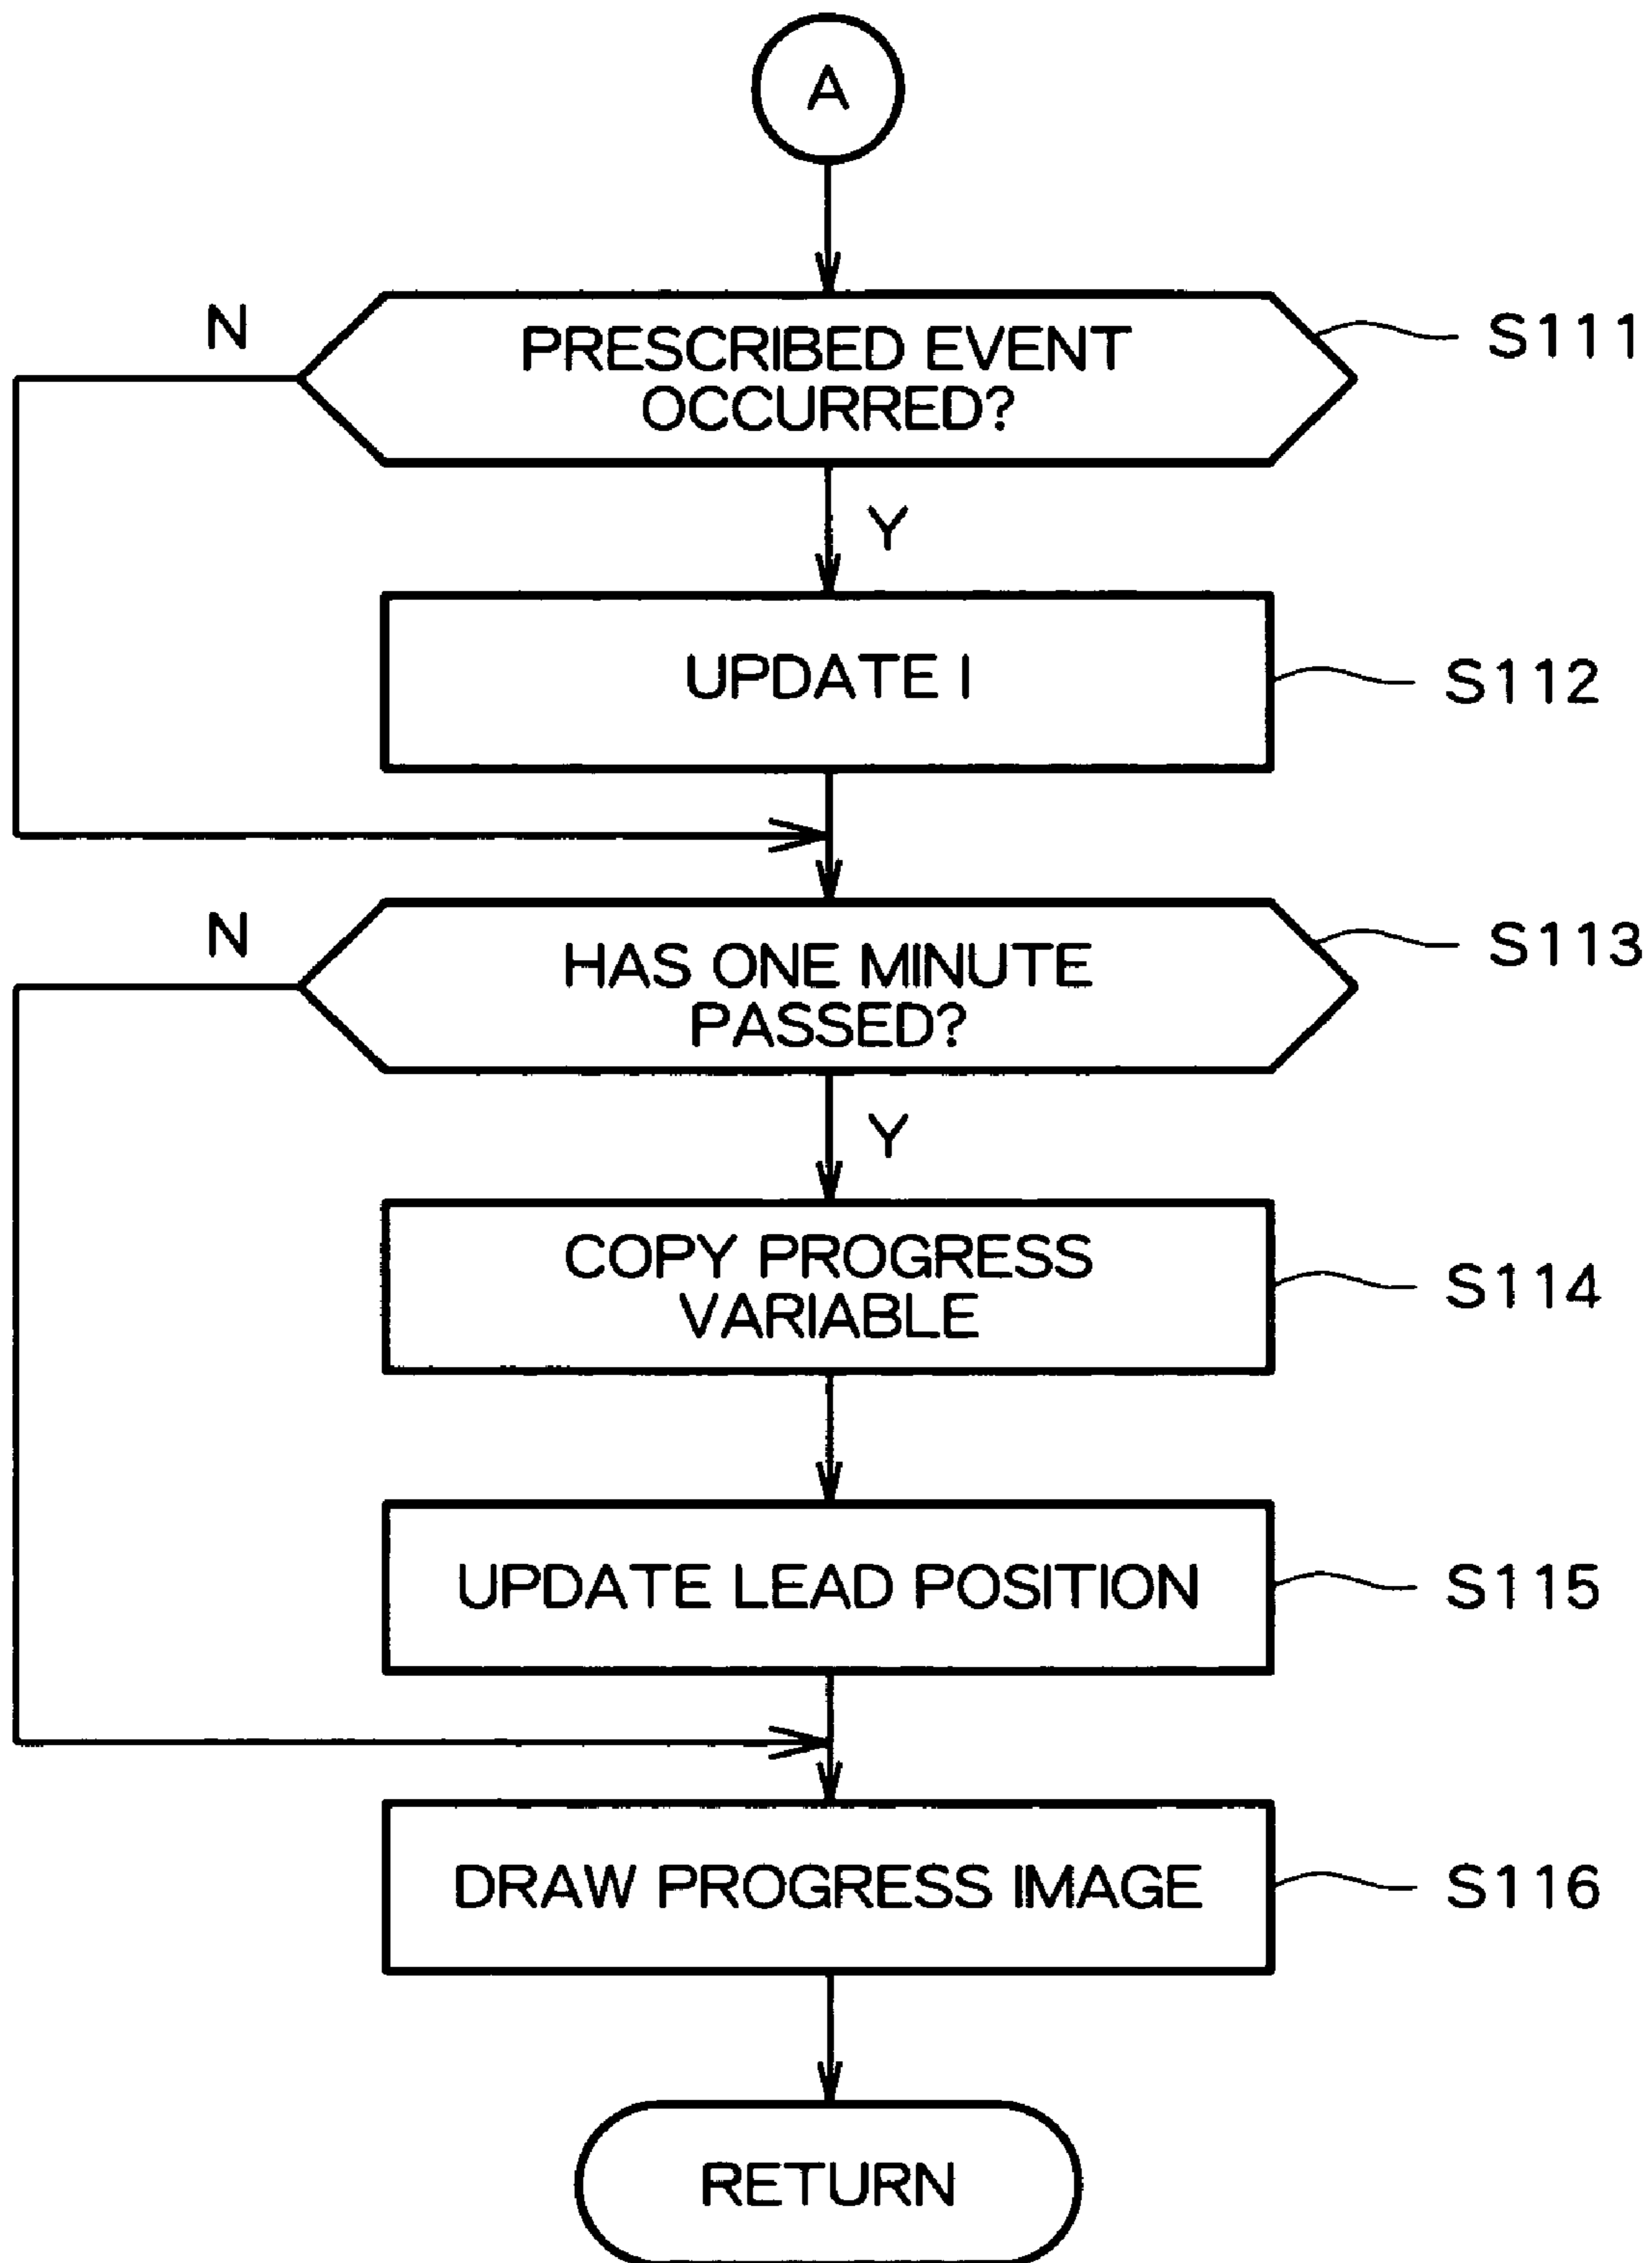 A
N
PRESCRIBED EVENT
OCCURRED?
S111
Y
UPDATE I
S112
N
HAS ONE MINUTE
PASSED?
S113
Y
COPY PROGRESS
VARIABLE
S114
UPDATE LEAD POSITION
S115
DRAW PROGRESS IMAGE
S116
RETURN